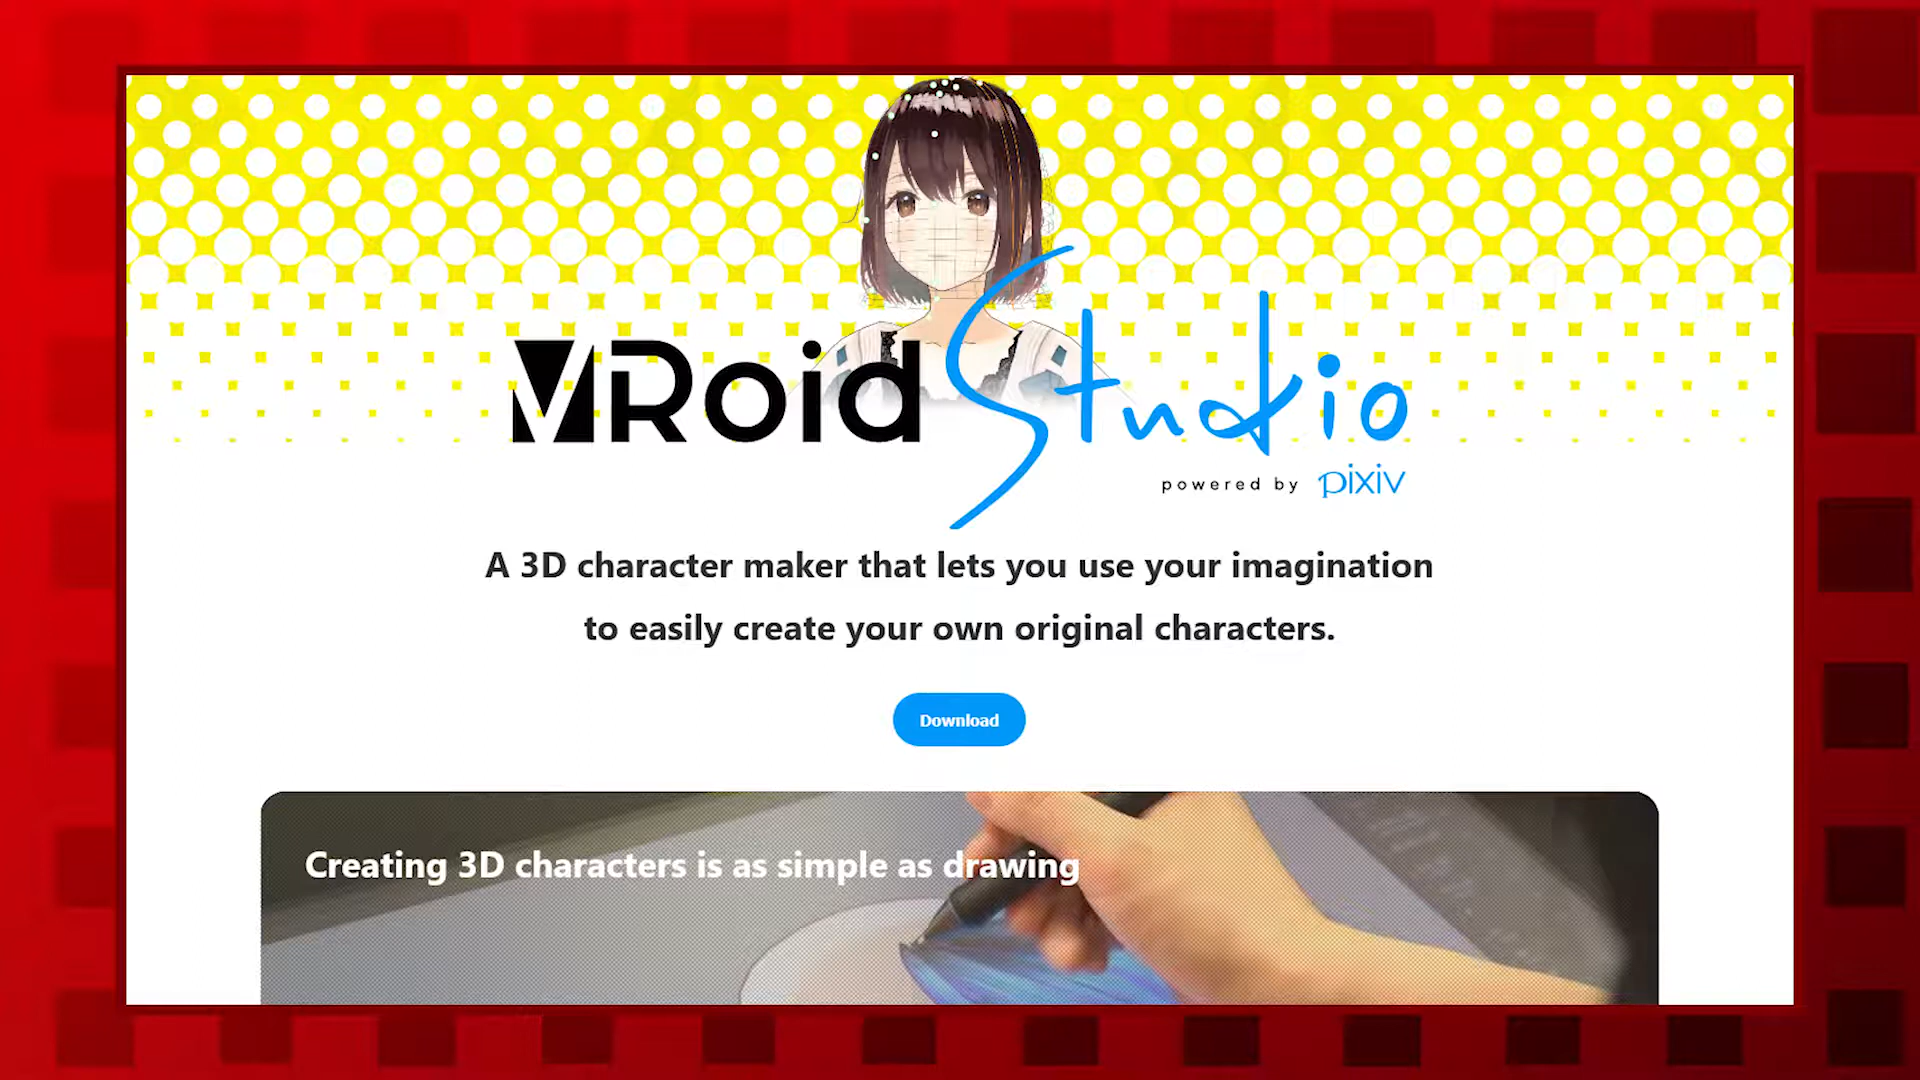 VRoid Studio
powered by pixiv
A 3D character maker that lets you use your imagination
to easily create your own original characters.
Download
Creating 3D characters is as simple as drawing